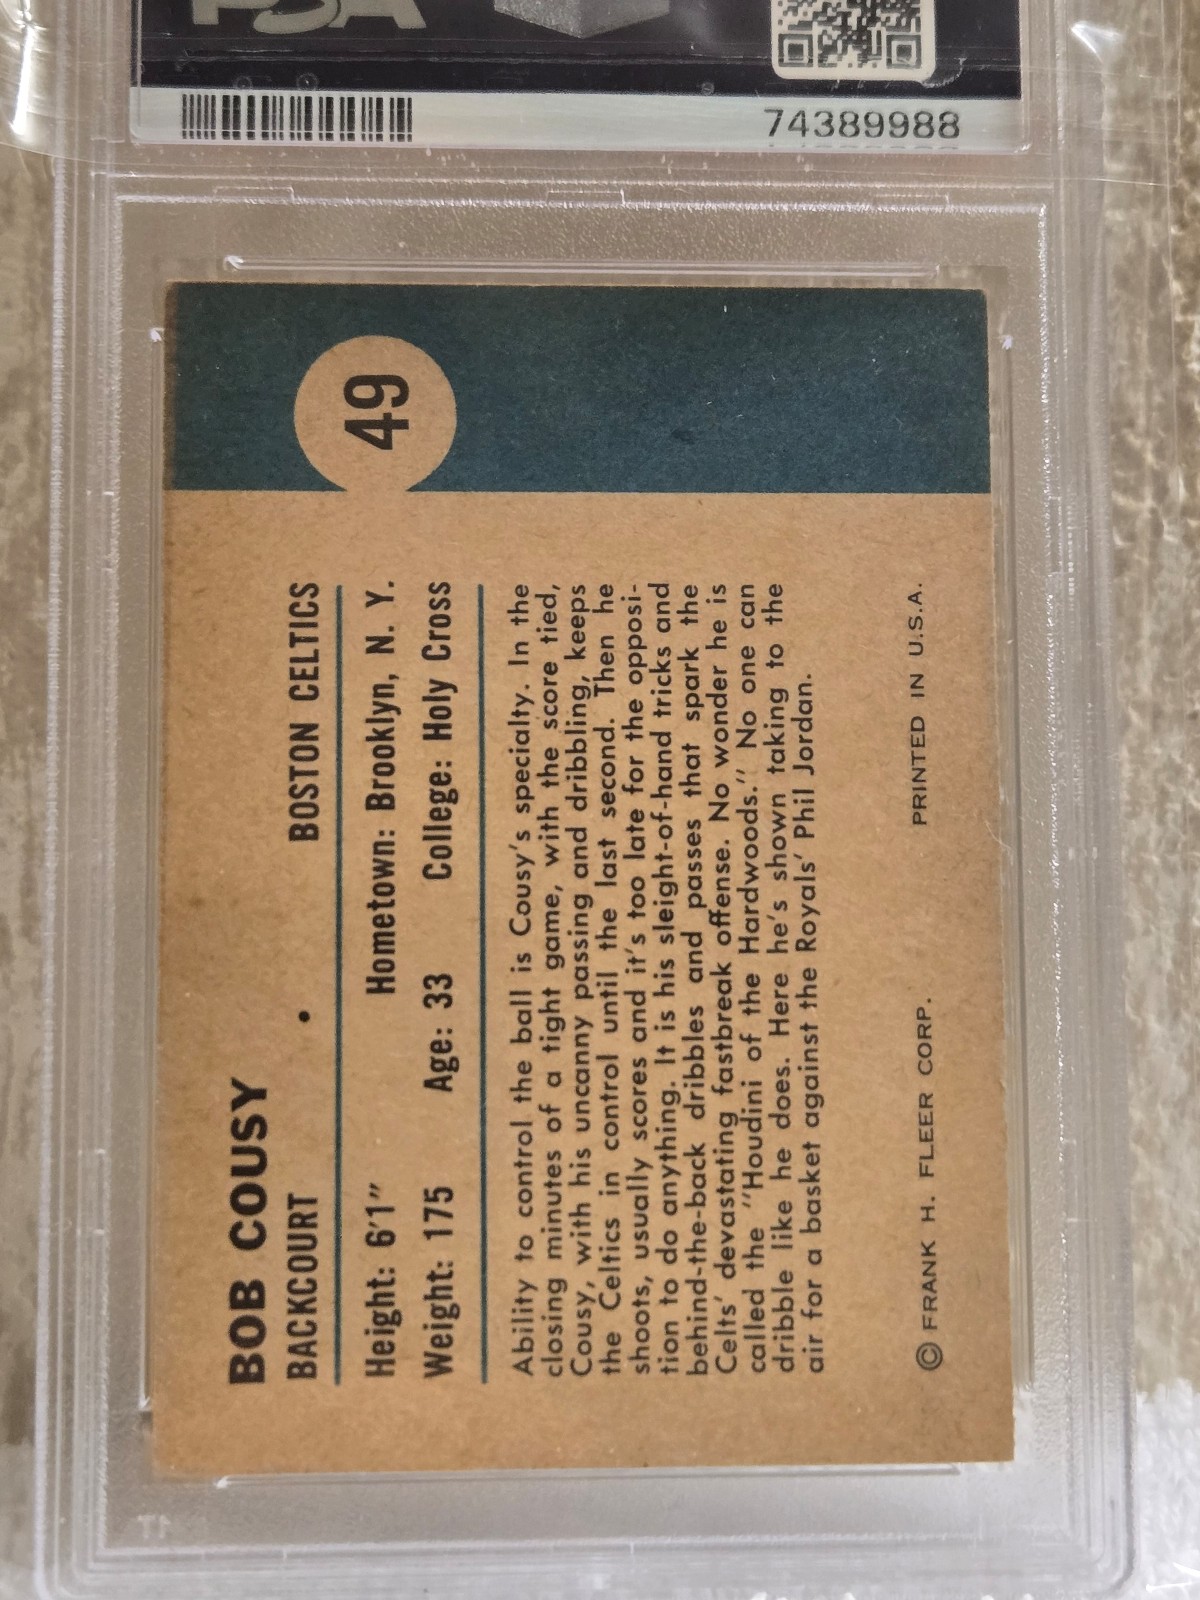 PSA
74389988
49
BOB COUSY
BACKCOURT • BOSTON CELTICS
Height: 6'1" Hometown: Brooklyn, N. Y.
Weight: 175 Age: 33 College: Holy Cross
Ability to control the ball is Cousy's specialty. In the
closing minutes of a tight game, with the score tied,
Cousy, with his uncanny passing and dribbling, keeps
the Celtics in control until the last second. Then he
shoots, usually scores and it's too late for the opposi-
tion to do anything. It is his sleight-of-hand tricks and
behind-the-back dribbles and passes that spark the
Celts' devastating fastbreak offense. No wonder he is
called the "Houdini of the Hardwoods." No one can
dribble like he does. Here he's shown taking to the
air for a basket against the Royals' Phil Jordan.
© FRANK H. FLEER CORP. PRINTED IN U.S.A.